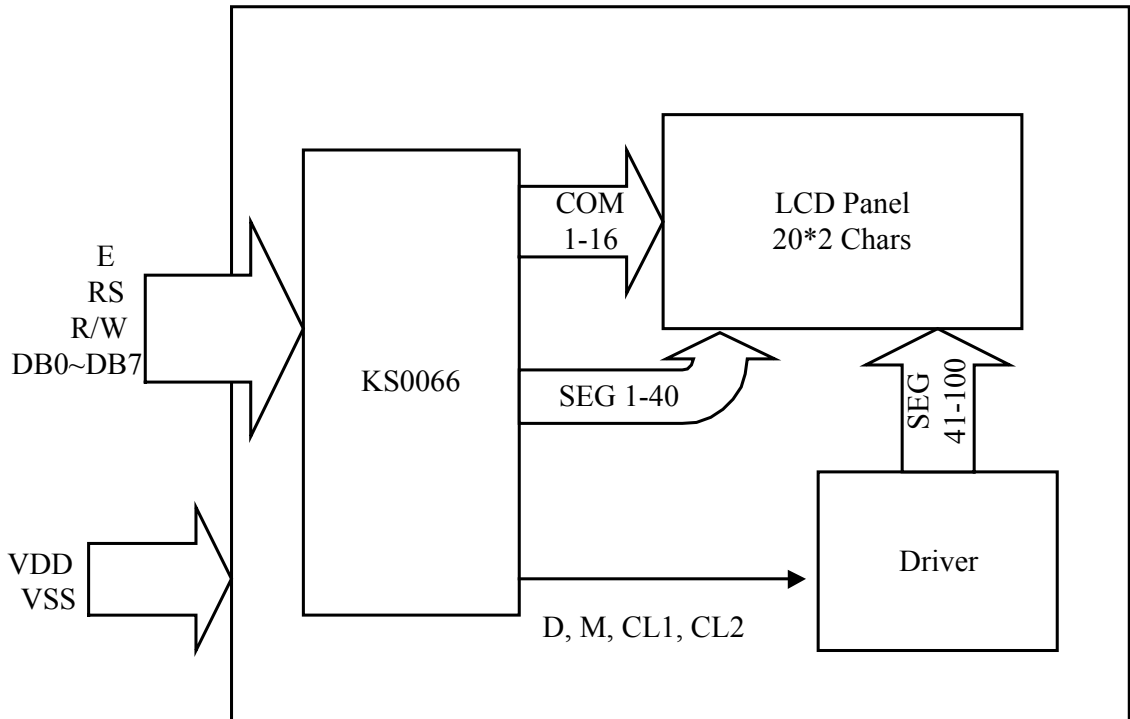 E
RS
R/W
DB0~DB7
VDD
VSS
KS0066
COM
1-16
SEG 1-40
LCD Panel
20*2 Chars
SEG
41-100
Driver
D, M, CL1, CL2